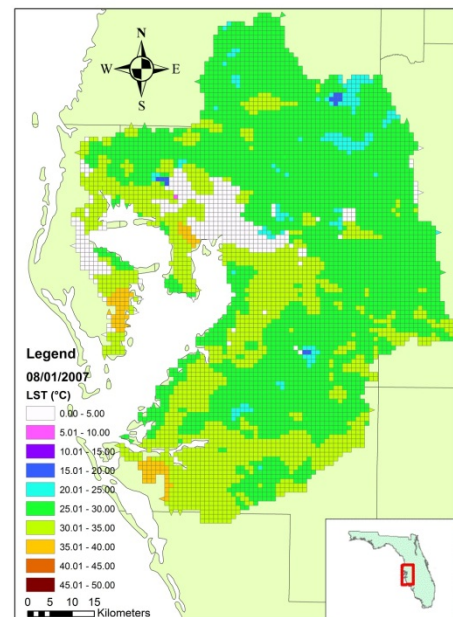 N
W E
S
Legend
08/01/2007
LST (°C)
0.00 - 5.00
5.01 - 10.00
10.01 - 15.00
15.01 - 20.00
20.01 - 25.00
25.01 - 30.00
30.01 - 35.00
35.01 - 40.00
40.01 - 45.00
45.01 - 50.00
0 2.5 5 10 15
Kilometers